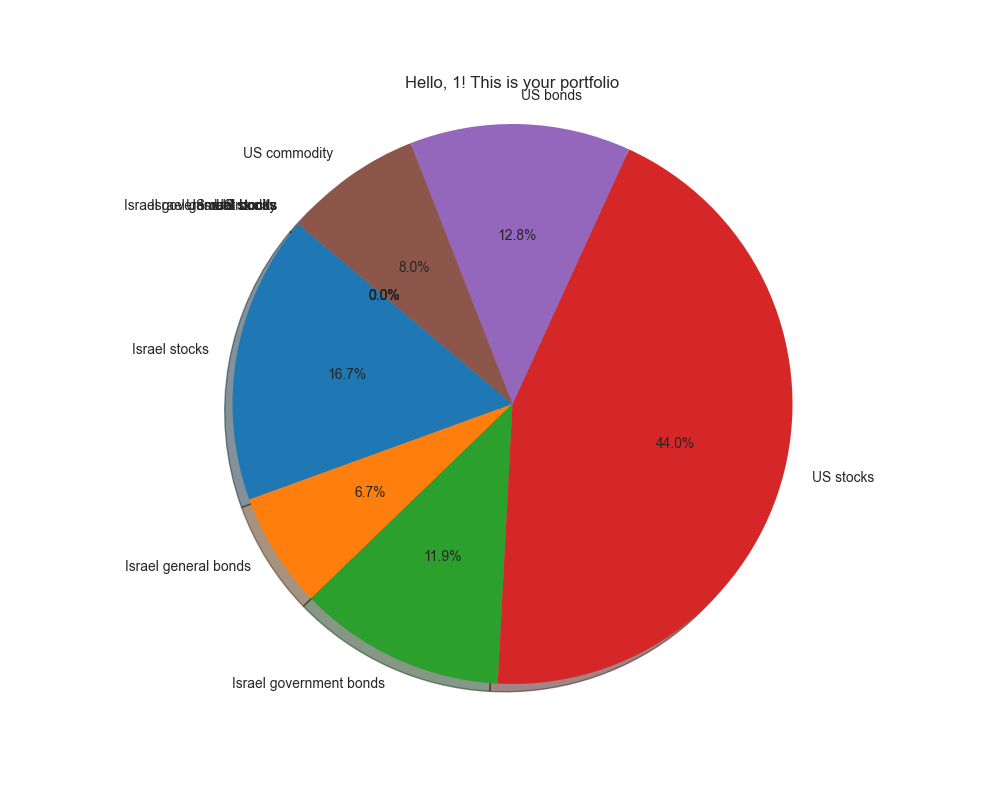 Hello, 1! This is your portfolio
US bonds
US commodity
12.8%
8.0%
0.0%
Israel stocks
16.7%
44.0%
US stocks
6.7%
11.9%
Israel general bonds
Israel government bonds